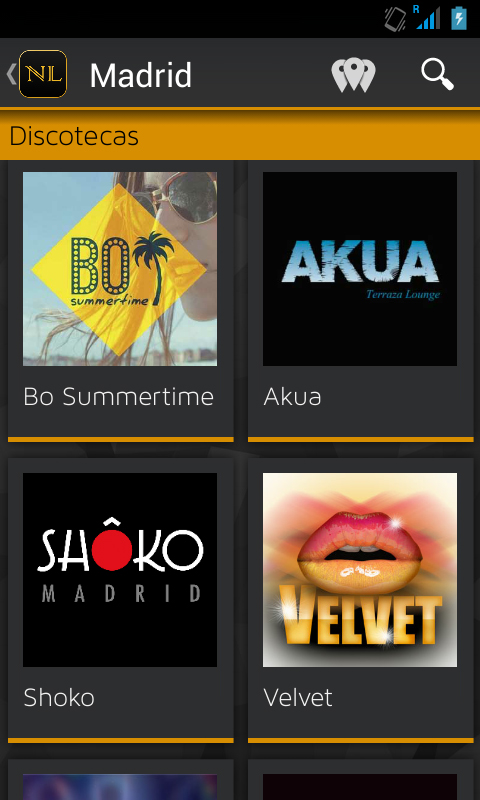 R
NL
Madrid
Discotecas
BO
summertime
Bo Summertime
AKUA
Terraza Lounge
Akua
SHÔKO
MADRID
Shoko
VELVET
Velvet